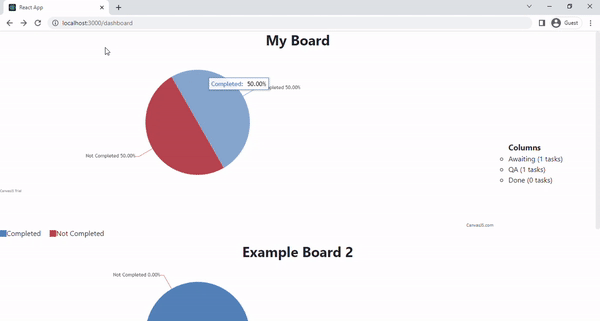 React App
Guest
localhost:3000/dashboard
My Board
Completed: 50.00%
mpleted 50.00%
Not Completed 50.00%
Columns
Awaiting (1 tasks)
QA (1 tasks)
Done (0 tasks)
CanvasJS Trial
CanvasJS.com
Completed Not Completed
Example Board 2
Not Completed 0.00%